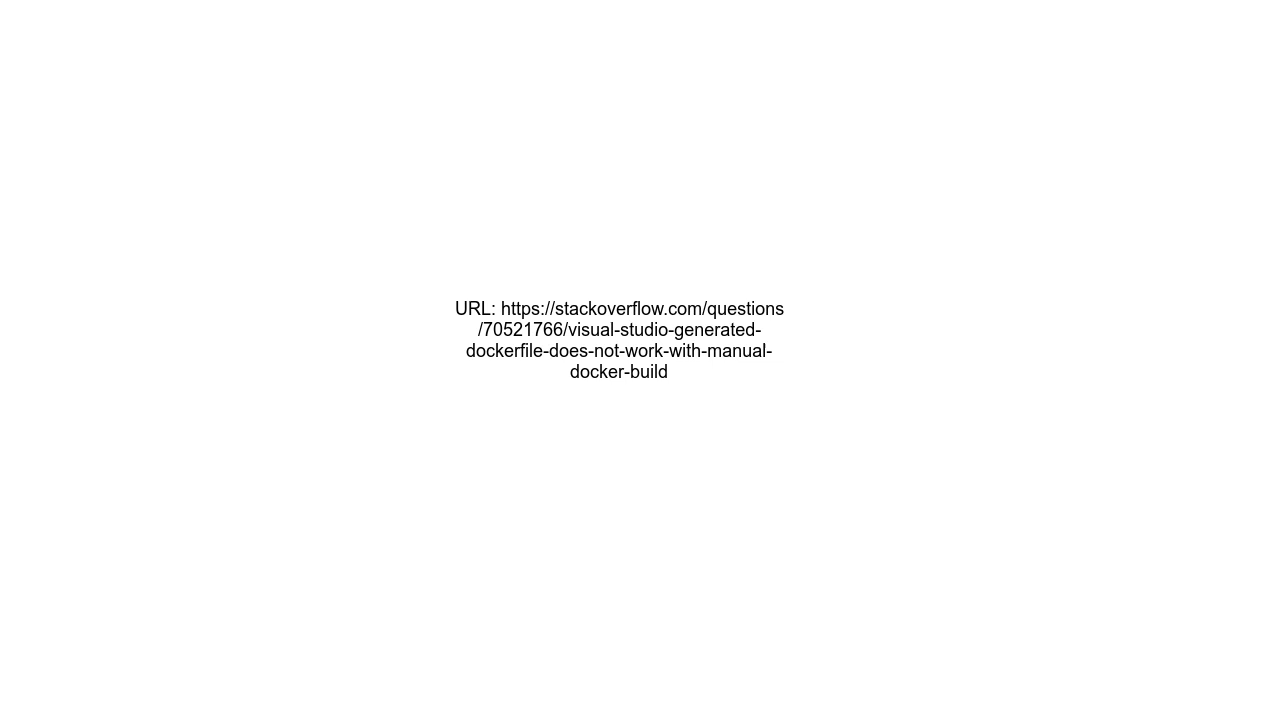 URL: https://stackoverflow.com/questions
/70521766/visual-studio-generated-
dockerfile-does-not-work-with-manual-
docker-build